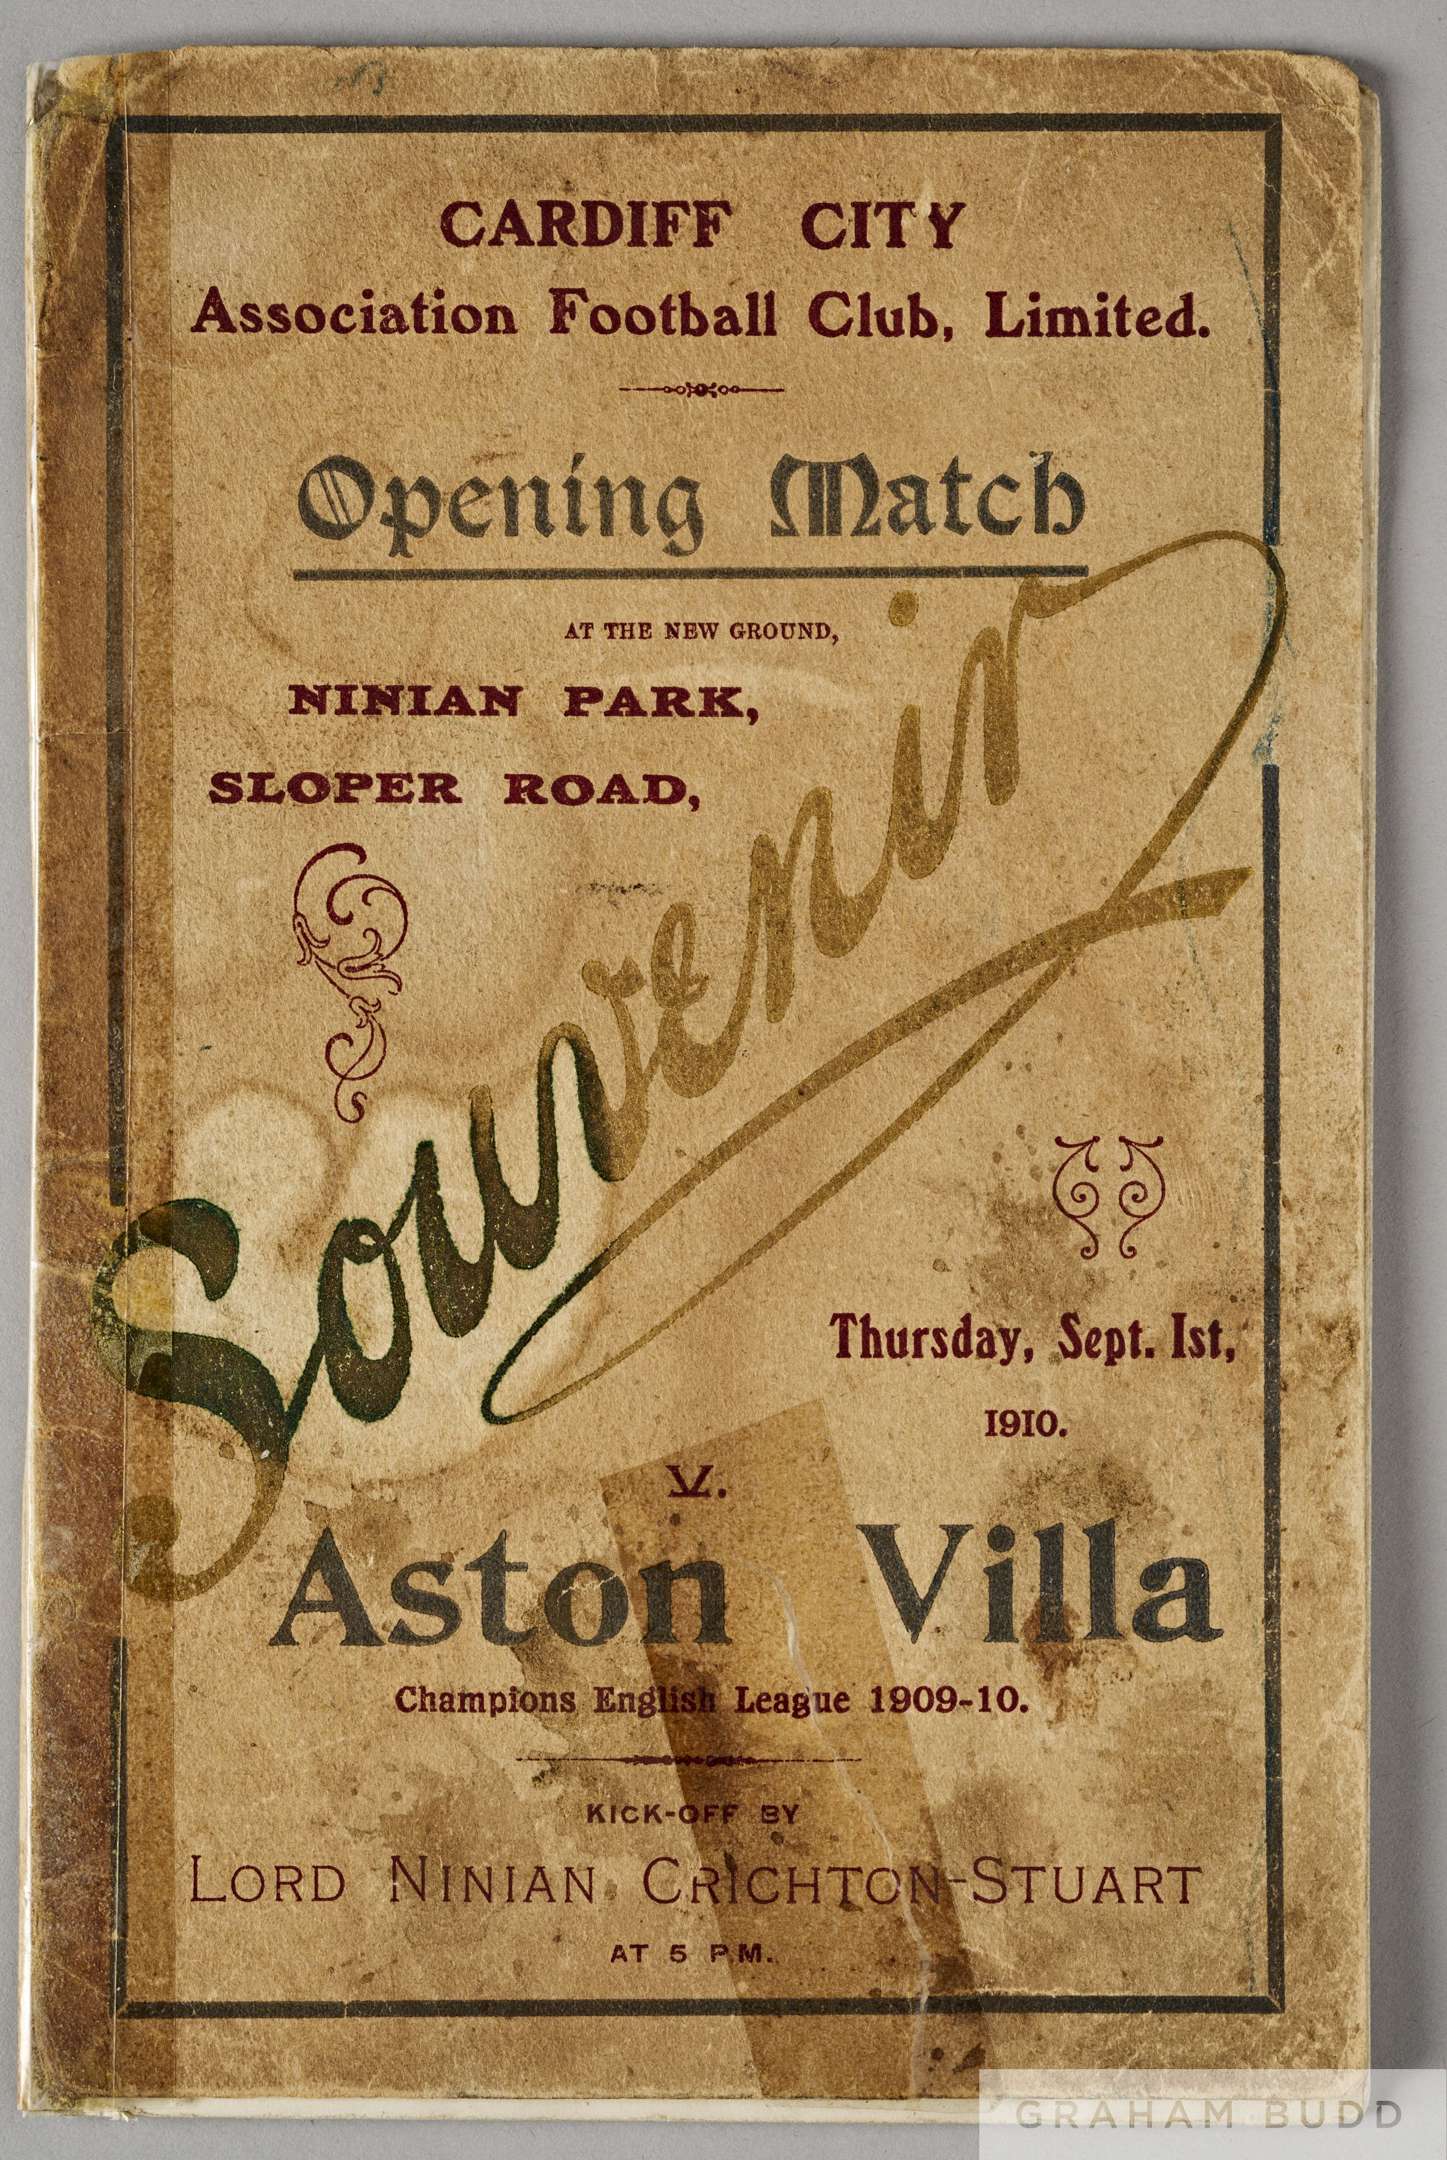 CARDIFF CITY
Association Football Club, Limited.
Opening Match
AT THE NEW GROUND,
NINIAN PARK,
SLOPER ROAD,
Souvenir
Thursday, Sept. 1st,
1910.
V.
Aston Villa
Champions English League 1909-10.
KICK-OFF BY
LORD NINIAN CRICHTON-STUART
AT 5 P.M.
GRAHAM BUDD